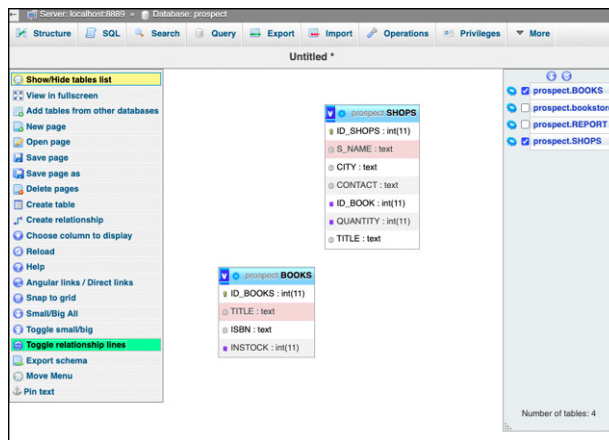 Server: localhost:8889 » Database: prospect
Structure SQL Search Query Export Import Operations Privileges More
Untitled *
Show/Hide tables list
View in fullscreen
Add tables from other databases
New page
Open page
Save page
Save page as
Delete pages
Create table
Create relationship
Choose column to display
Reload
Help
Angular links / Direct links
Snap to grid
Small/Big All
Toggle small/big
Toggle relationship lines
Export schema
Move Menu
Pin text
v prospect SHOPS
ID_SHOPS : int(11)
S_NAME : text
CITY : text
CONTACT : text
ID_BOOK : int(11)
QUANTITY : int(11)
TITLE : text
v prospect BOOKS
ID_BOOKS : int(11)
TITLE : text
ISBN : text
INSTOCK : int(11)
prospect.BOOKS
prospect.bookstor
prospect.REPORT
prospect.SHOPS
Number of tables: 4